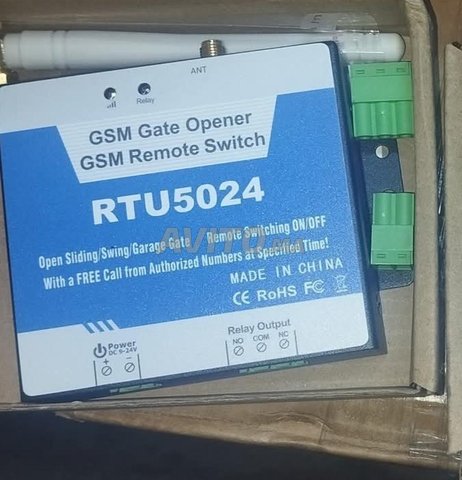 ANT
Relay
GSM Gate Opener
GSM Remote Switch
RTU5024
Open Sliding/Swing/Garage Gate Remote Switching ON/OFF
With a FREE Call from Authorized Numbers at Specified Time!
AVITO.ma
MADE IN CHINA
CE RoHS FC
Power
DC 9-24V
+ -
Relay Output
NO COM NC